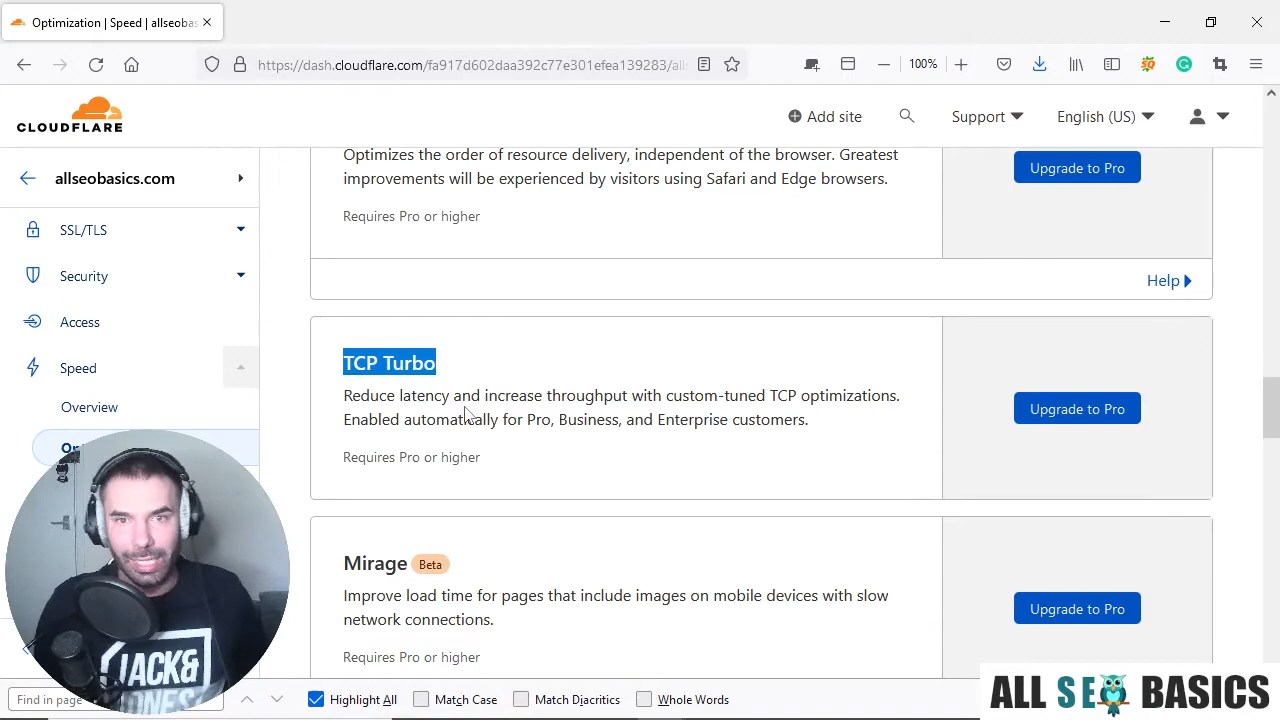 Optimization | Speed | allseobas
https://dash.cloudflare.com/fa917d602daa392c77e301efea139283/all
100%
CLOUDFLARE
Add site
Support
English (US)
allseobasics.com
SSL/TLS
Security
Access
Speed
Overview
Optimizes the order of resource delivery, independent of the browser. Greatest
improvements will be experienced by visitors using Safari and Edge browsers.
Requires Pro or higher
Upgrade to Pro
Help
TCP Turbo
Reduce latency and increase throughput with custom-tuned TCP optimizations.
Enabled automatically for Pro, Business, and Enterprise customers.
Requires Pro or higher
Upgrade to Pro
Mirage Beta
Improve load time for pages that include images on mobile devices with slow
network connections.
Requires Pro or higher
Upgrade to Pro
JACK&
Find in page
Highlight All
Match Case
Match Diacritics
Whole Words
ALL SEO BASICS